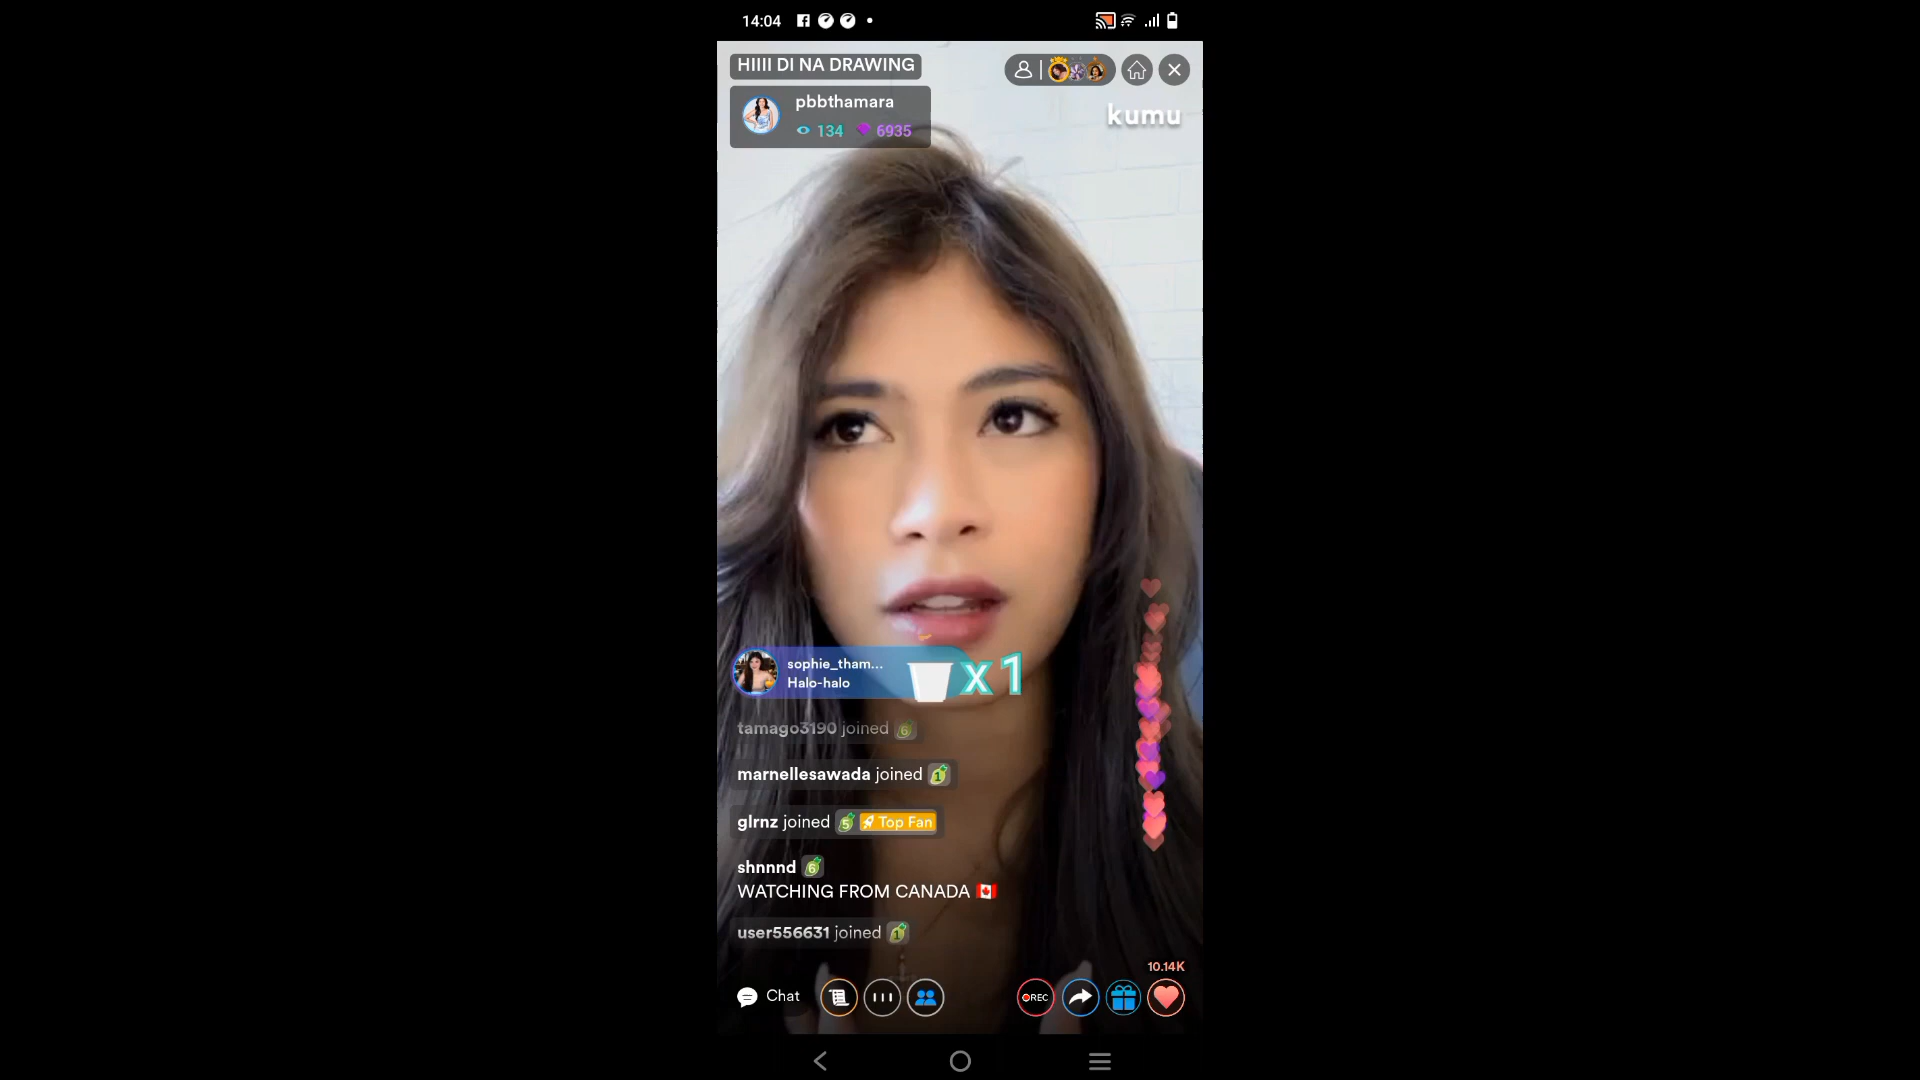 14:04
HIIII DI NA DRAWING
pbbthamara
134 6935
kumu
sophie_tham...
Halo-halo
x 1
tamago3190 joined 6
marnellesawada joined 1
glrnz joined 5 Top Fan
shnnnd 6
WATCHING FROM CANADA 🇨🇦
user556631 joined 1
10.14K
Chat
REC